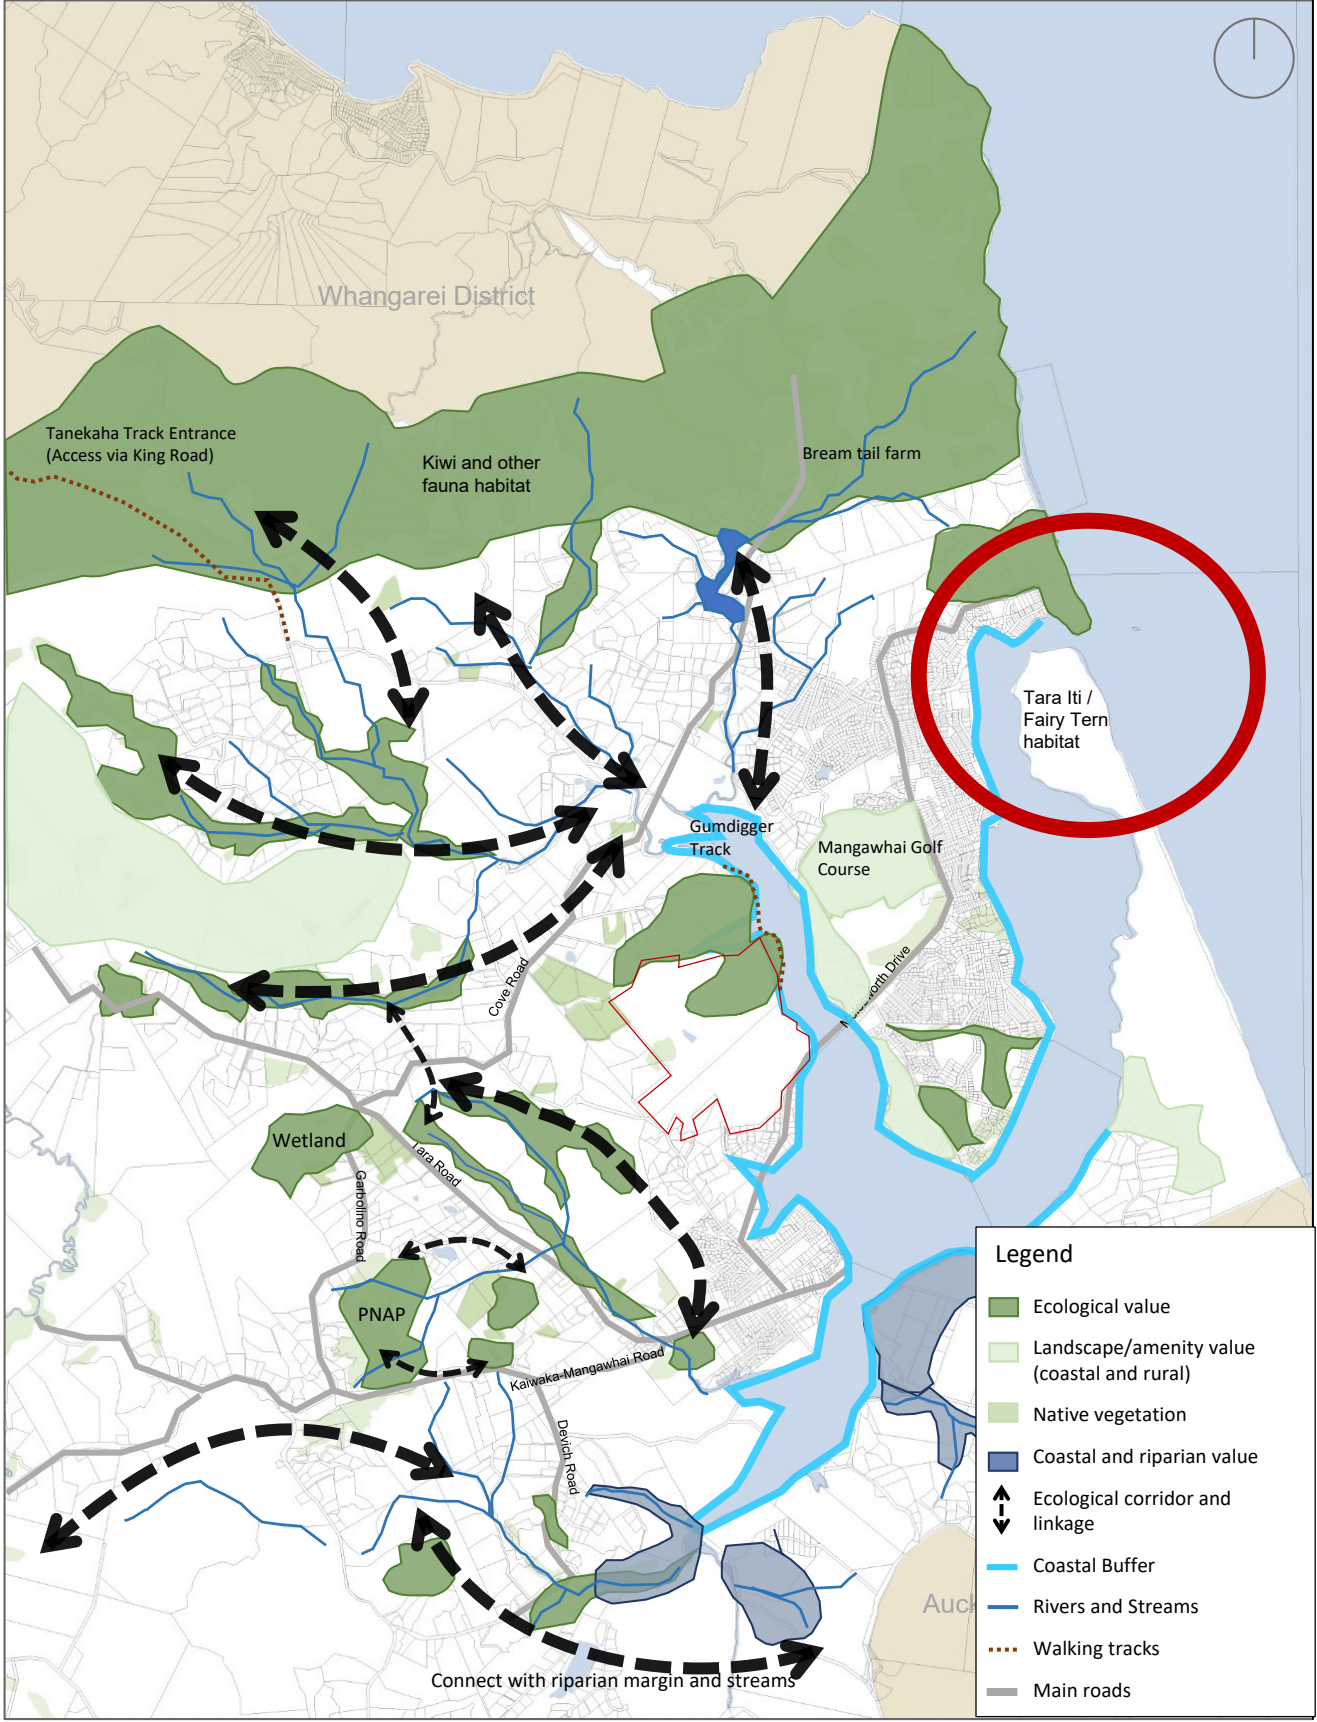 Whangarei District
Tanekaha Track Entrance
(Access via King Road)
Kiwi and other
fauna habitat
Bream tail farm
Tara Iti /
Fairy Tern
habitat
Gumdigger
Track
Mangawhai Golf
Course
Cove Road
Drive
Wetland
Tara Road
Garbolino Road
PNAP
Kaiwaka-Mangawhai Road
Devich Road
Connect with riparian margin and streams
Auck
Legend
Ecological value
Landscape/amenity value
(coastal and rural)
Native vegetation
Coastal and riparian value
Ecological corridor and
linkage
Coastal Buffer
Rivers and Streams
Walking tracks
Main roads